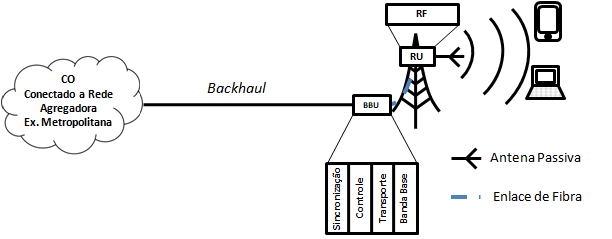 RF
RU
CO
Conectado a Rede
Agregadora
Ex. Metropolitana
Backhaul
BBU
Sincronização
Controle
Transporte
Banda Base
Antena Passiva
Enlace de Fibra